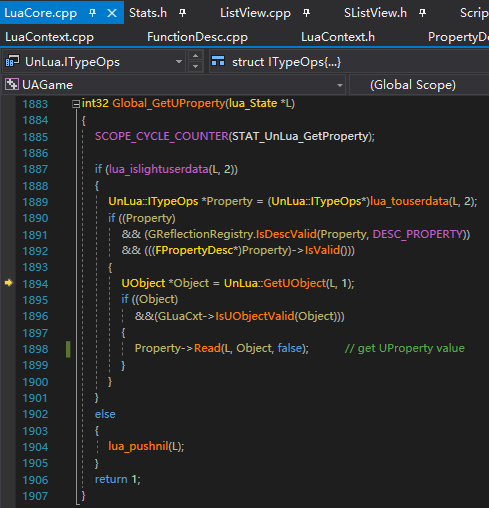 LuaCore.cpp Stats.h ListView.cpp SListView.h Scrip
LuaContext.cpp FunctionDesc.cpp LuaContext.h PropertyDe
UnLua.ITypeOps struct ITypeOps{...}
UAGame (Global Scope)
1883 int32 Global_GetUProperty(lua_State *L)
1884 {
1885 SCOPE_CYCLE_COUNTER(STAT_UnLua_GetProperty);
1886
1887 if (lua_islightuserdata(L, 2))
1888 {
1889 UnLua::ITypeOps *Property = (UnLua::ITypeOps*)lua_touserdata(L, 2);
1890 if ((Property)
1891 && (GReflectionRegistry.IsDescValid(Property, DESC_PROPERTY))
1892 && (((FPropertyDesc*)Property)->IsValid()))
1893 {
1894 UObject *Object = UnLua::GetUObject(L, 1);
1895 if ((Object)
1896 &&(GLuaCxt->IsUObjectValid(Object)))
1897 {
1898 Property->Read(L, Object, false); // get UProperty value
1899 }
1900 }
1901 }
1902 else
1903 {
1904 lua_pushnil(L);
1905 }
1906 return 1;
1907 }